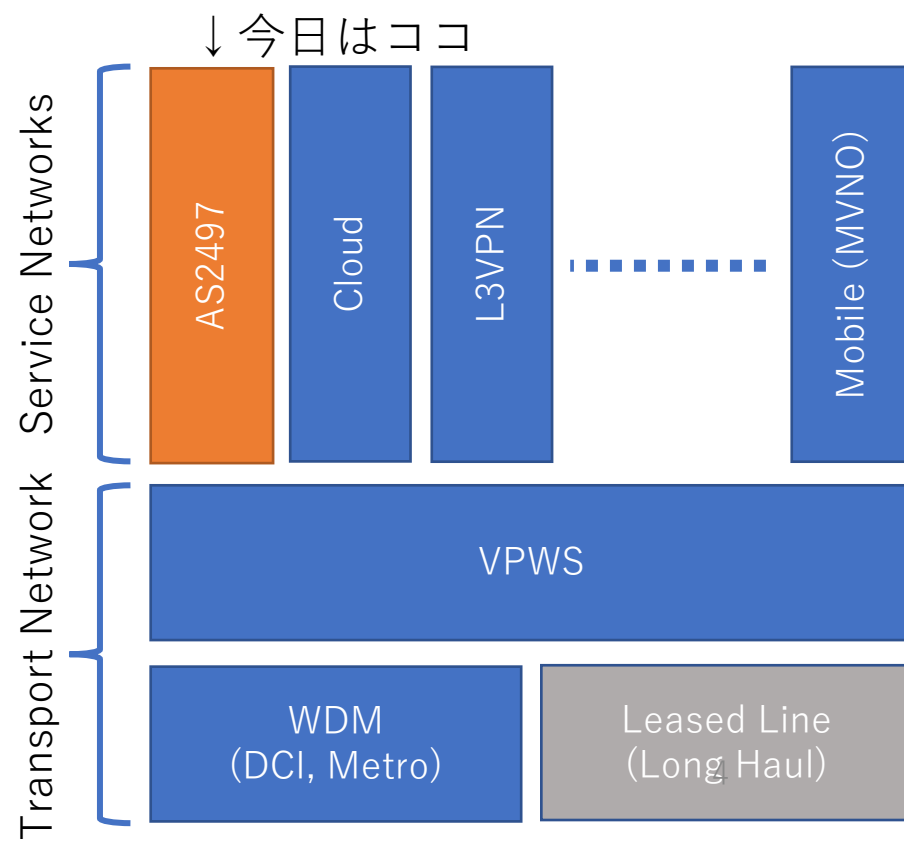 ↓今日はココ
Service Networks
AS2497
Cloud
L3VPN
Mobile (MVNO)
Transport Network
VPWS
WDM
(DCI, Metro)
Leased Line
(Long Haul)
4